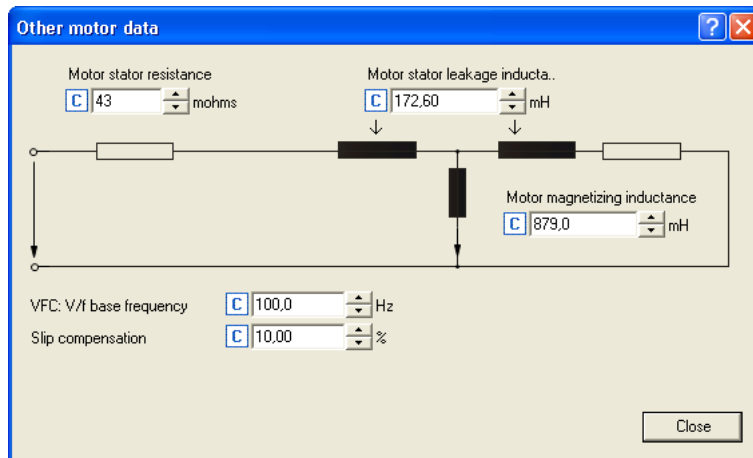 Other motor data
Motor stator resistance
C 43 mohms
Motor stator leakage inducta..
C 172,60 mH
Motor magnetizing inductance
C 879,0 mH
VFC: V/f base frequency C 100,0 Hz
Slip compensation C 10,00 %
Close